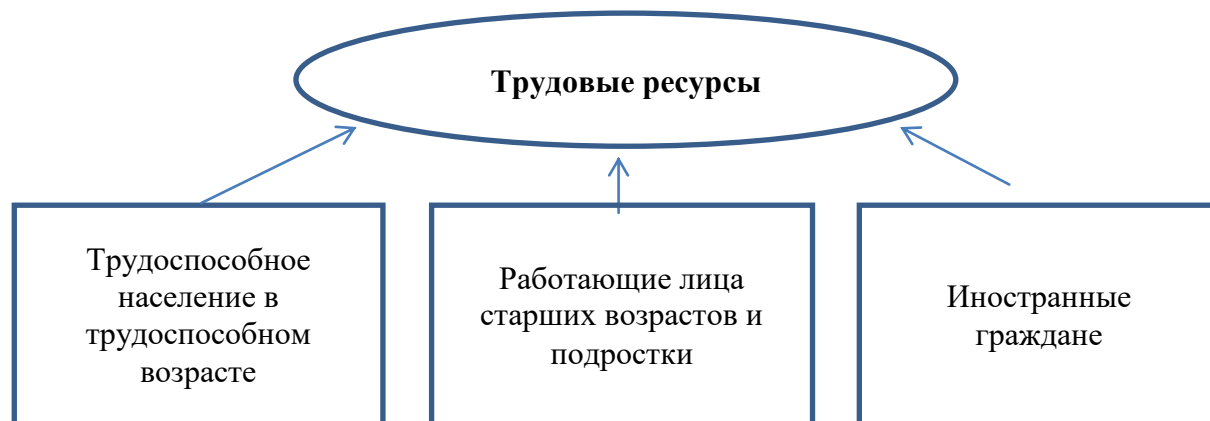 Трудовые ресурсы
Трудоспособное
население в
трудоспособном
возрасте
Работающие лица
старших возрастов и
подростки
Иностранные
граждане